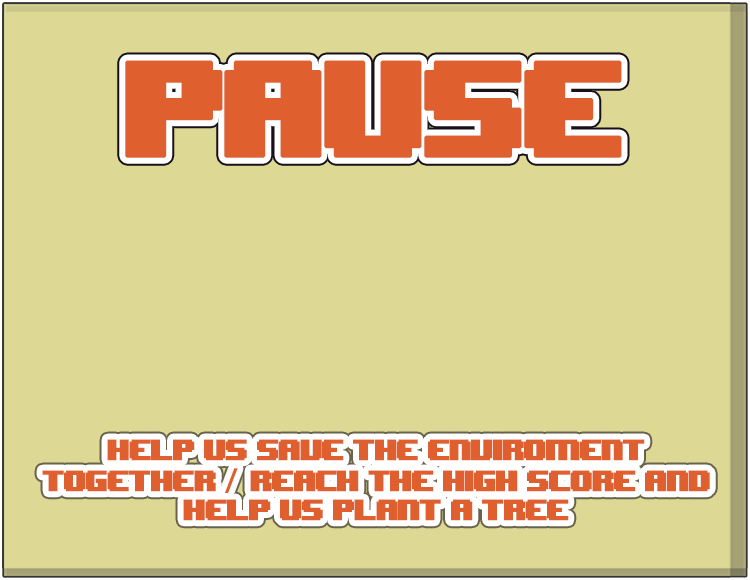 PAUSE
HELP US SAVE THE ENVIROMENT
TOGETHER / REACH THE HIGH SCORE AND
HELP US PLANT A TREE